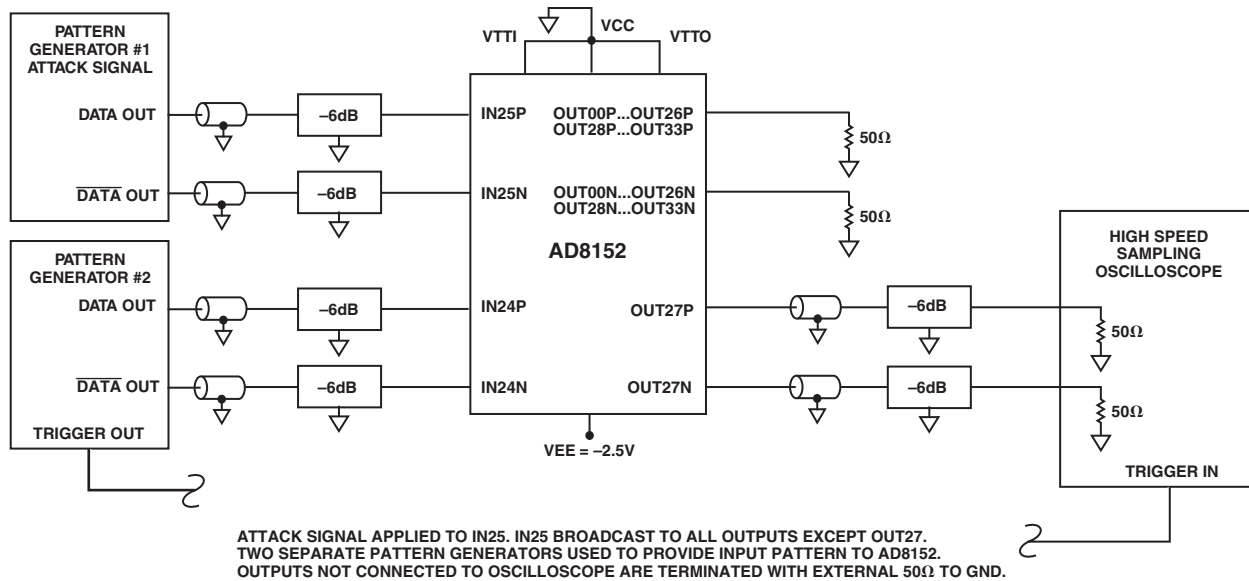 PATTERN
GENERATOR #1
ATTACK SIGNAL
DATA OUT
DATA OUT
PATTERN
GENERATOR #2
DATA OUT
DATA OUT
TRIGGER OUT
–6dB
–6dB
–6dB
–6dB
VTTI
VCC
VTTO
IN25P
OUT00P...OUT26P
OUT28P...OUT33P
IN25N
OUT00N...OUT26N
OUT28N...OUT33N
AD8152
IN24P
OUT27P
IN24N
OUT27N
VEE = –2.5V
50Ω
50Ω
–6dB
–6dB
HIGH SPEED
SAMPLING
OSCILLOSCOPE
50Ω
50Ω
TRIGGER IN
ATTACK SIGNAL APPLIED TO IN25. IN25 BROADCAST TO ALL OUTPUTS EXCEPT OUT27.
TWO SEPARATE PATTERN GENERATORS USED TO PROVIDE INPUT PATTERN TO AD8152.
OUTPUTS NOT CONNECTED TO OSCILLOSCOPE ARE TERMINATED WITH EXTERNAL 50Ω TO GND.